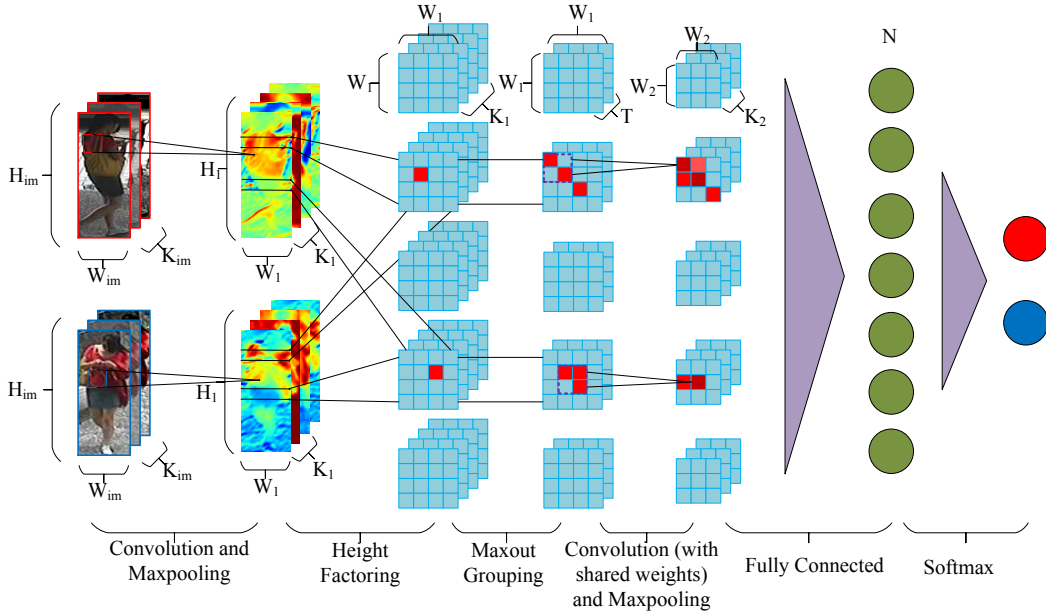 W₁
W₁
K₁
W₁
W₁
T
W₂
W₂
K₂
N
Hᵢₘ
Wᵢₘ
Kᵢₘ
H₁
W₁
K₁
Hᵢₘ
Wᵢₘ
Kᵢₘ
H₁
W₁
K₁
Convolution and
Maxpooling
Height
Factoring
Maxout
Grouping
Convolution (with
shared weights)
and Maxpooling
Fully Connected
Softmax